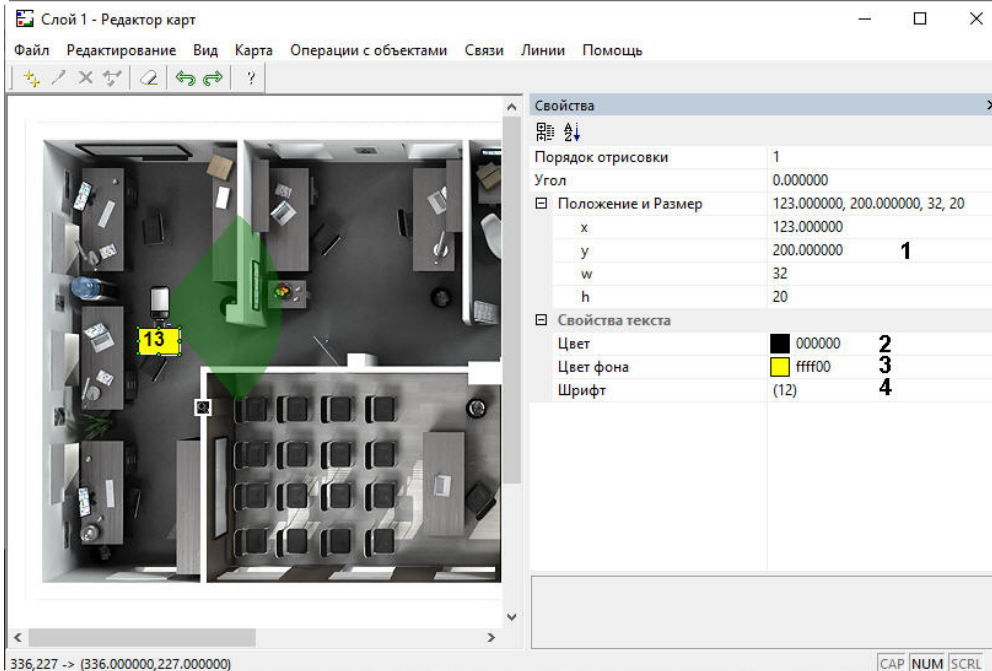 Слой 1 - Редактор карт
Файл Редактирование Вид Карта Операции с объектами Связи Линии Помощь
?
Свойства
Порядок отрисовки 1
Угол 0.000000
Положение и Размер 123.000000, 200.000000, 32, 20
x 123.000000
y 200.000000 1
w 32
h 20
Свойства текста
Цвет 000000 2
Цвет фона ffff00 3
Шрифт (12) 4
13
336,227 -> (336.000000,227.000000) CAP NUM SCRL